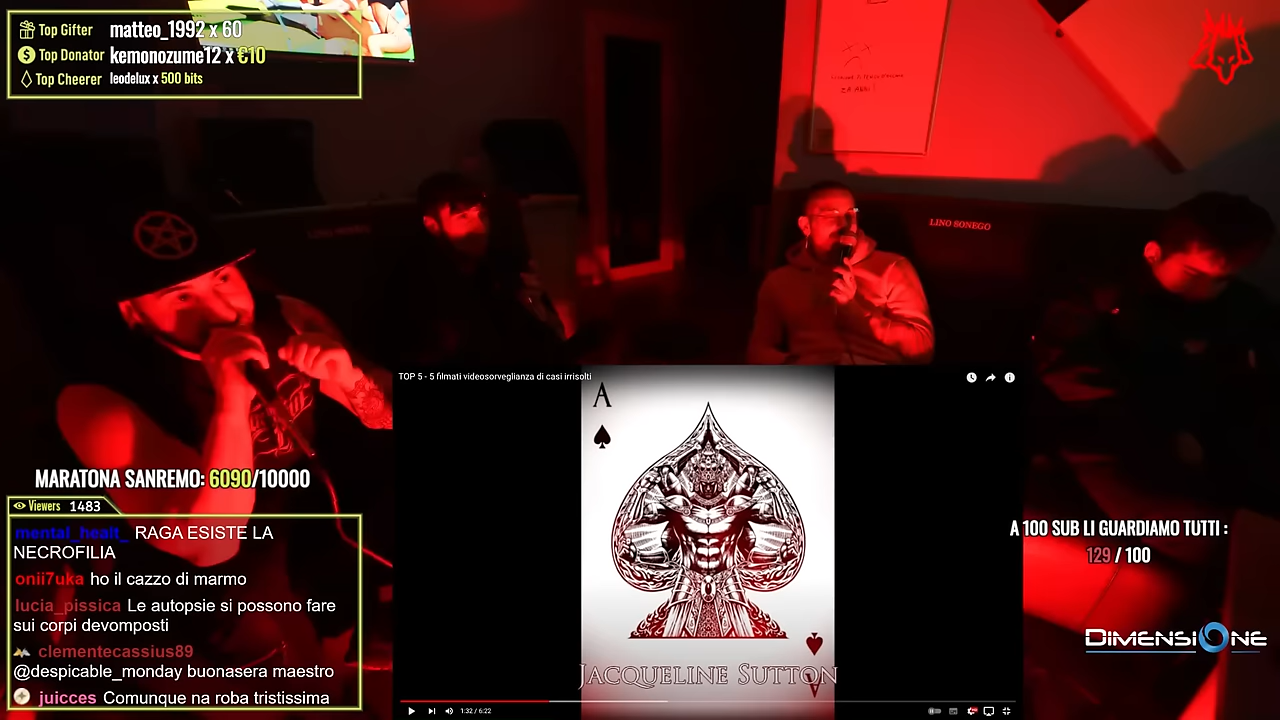 Top Gifter matteo_1992 x 60
Top Donator kemonozume12 x €10
Top Cheerer leodelux x 500 bits
LINO SONEGO
TOP 5 - 5 filmati videosorveglianza di casi irrisolti
A
JACQUELINE SUTTON
1:32 / 6:22
MARATONA SANREMO: 6090/10000
Viewers 1483
mental_healt_ RAGA ESISTE LA
NECROFILIA
onii7uka ho il cazzo di marmo
lucia_pissica Le autopsie si possono fare
sui corpi devomposti
clementecassius89
@despicable_monday buonasera maestro
juicces Comunque na roba tristissima
A 100 SUB LI GUARDIAMO TUTTI :
129 / 100
DIMENSIONE